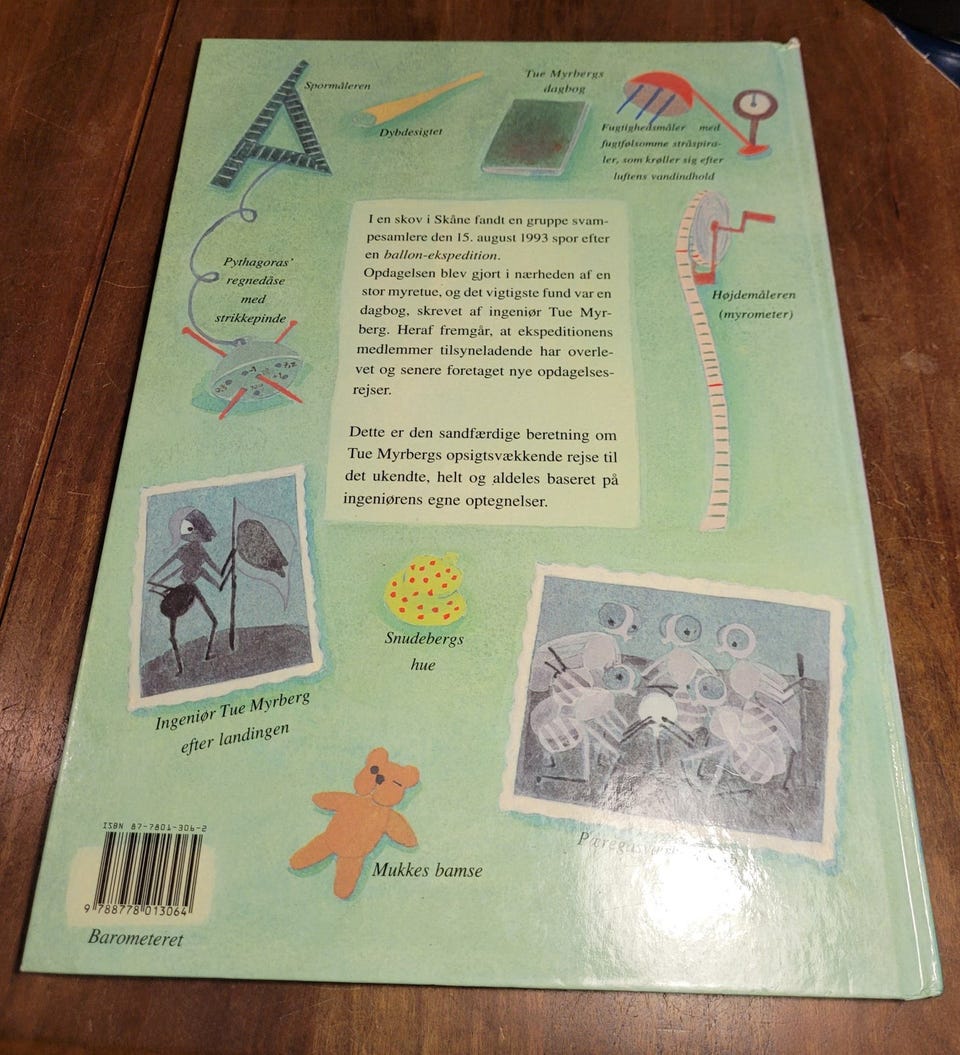 Spormåleren
Dybdesigtet
Tue Myrbergs
dagbog
Fugtighedsmåler med
fugtfølsomme stråspira-
ler, som krøller sig efter
luftens vandindhold
Pythagoras'
regnedåse
med
strikkepinde
I en skov i Skåne fandt en gruppe svam-
pesamlere den 15. august 1993 spor efter
en ballon-ekspedition.
Opdagelsen blev gjort i nærheden af en
stor myretue, og det vigtigste fund var en
dagbog, skrevet af ingeniør Tue Myr-
berg. Heraf fremgår, at ekspeditionens
medlemmer tilsyneladende har overle-
vet og senere foretaget nye opdagelses-
rejser.
Dette er den sandfærdige beretning om
Tue Myrbergs opsigtsvækkende rejse til
det ukendte, helt og aldeles baseret på
ingeniørens egne optegnelser.
Højdemåleren
(myrometer)
Ingeniør Tue Myrberg
efter landingen
Snudebergs
hue
Mukkes bamse
ISBN 87-7801-306-2
9 788778 013064
Barometeret